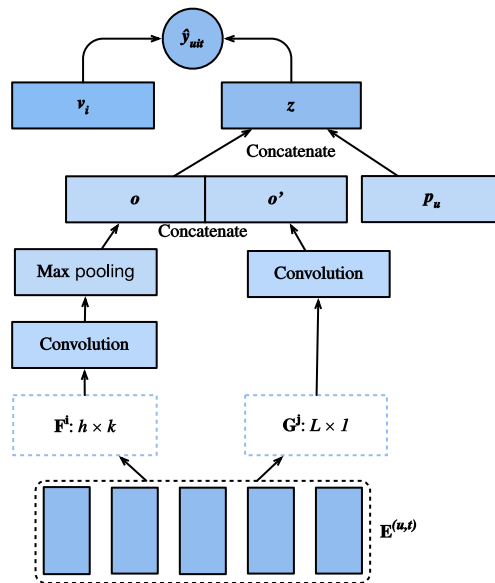 ŷ_uit
v_i
z
Concatenate
o
o'
p_u
Concatenate
Max pooling
Convolution
Convolution
F^i: h × k
G^j: L × 1
E^(u,t)